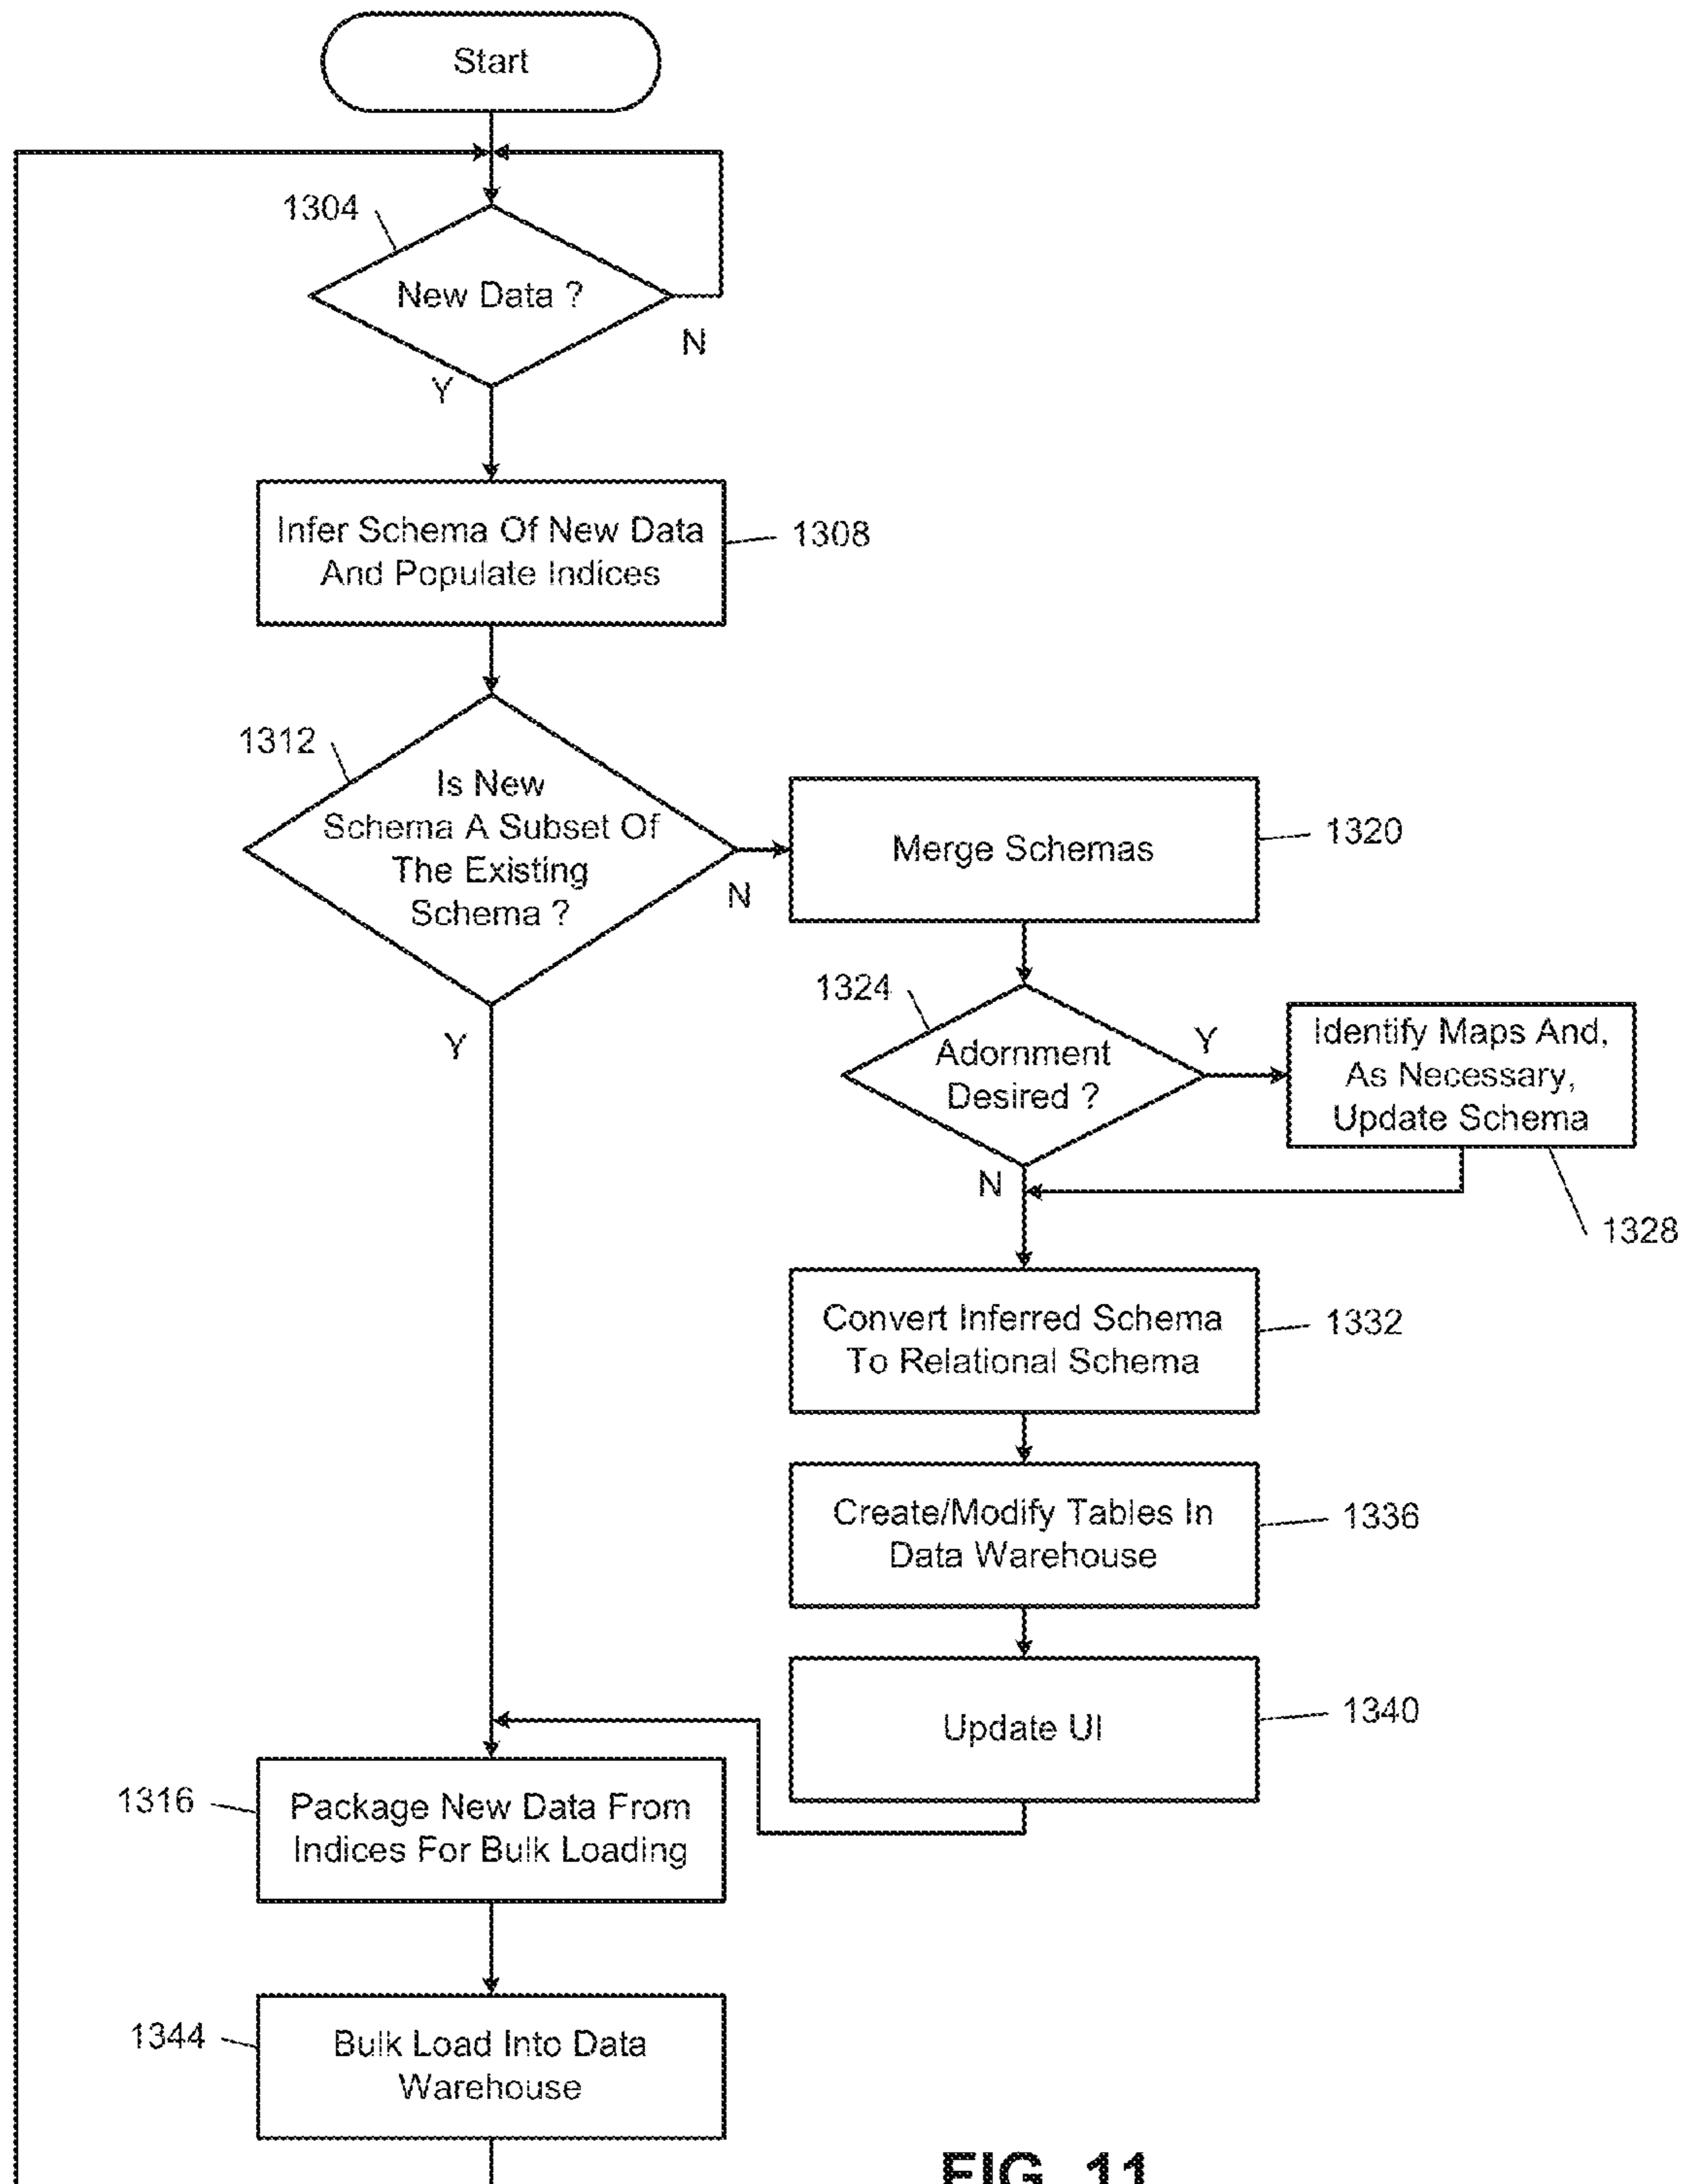 Start
1304
New Data ?
N
Y
Infer Schema Of New Data
And Populate Indices
1308
1312
Is New
Schema A Subset Of
The Existing
Schema ?
N
Y
Merge Schemas
1320
1324
Adornment
Desired ?
Y
N
Identify Maps And,
As Necessary,
Update Schema
1328
Convert Inferred Schema
To Relational Schema
1332
Create/Modify Tables In
Data Warehouse
1336
Update UI
1340
1316
Package New Data From
Indices For Bulk Loading
1344
Bulk Load Into Data
Warehouse
FIG. 11